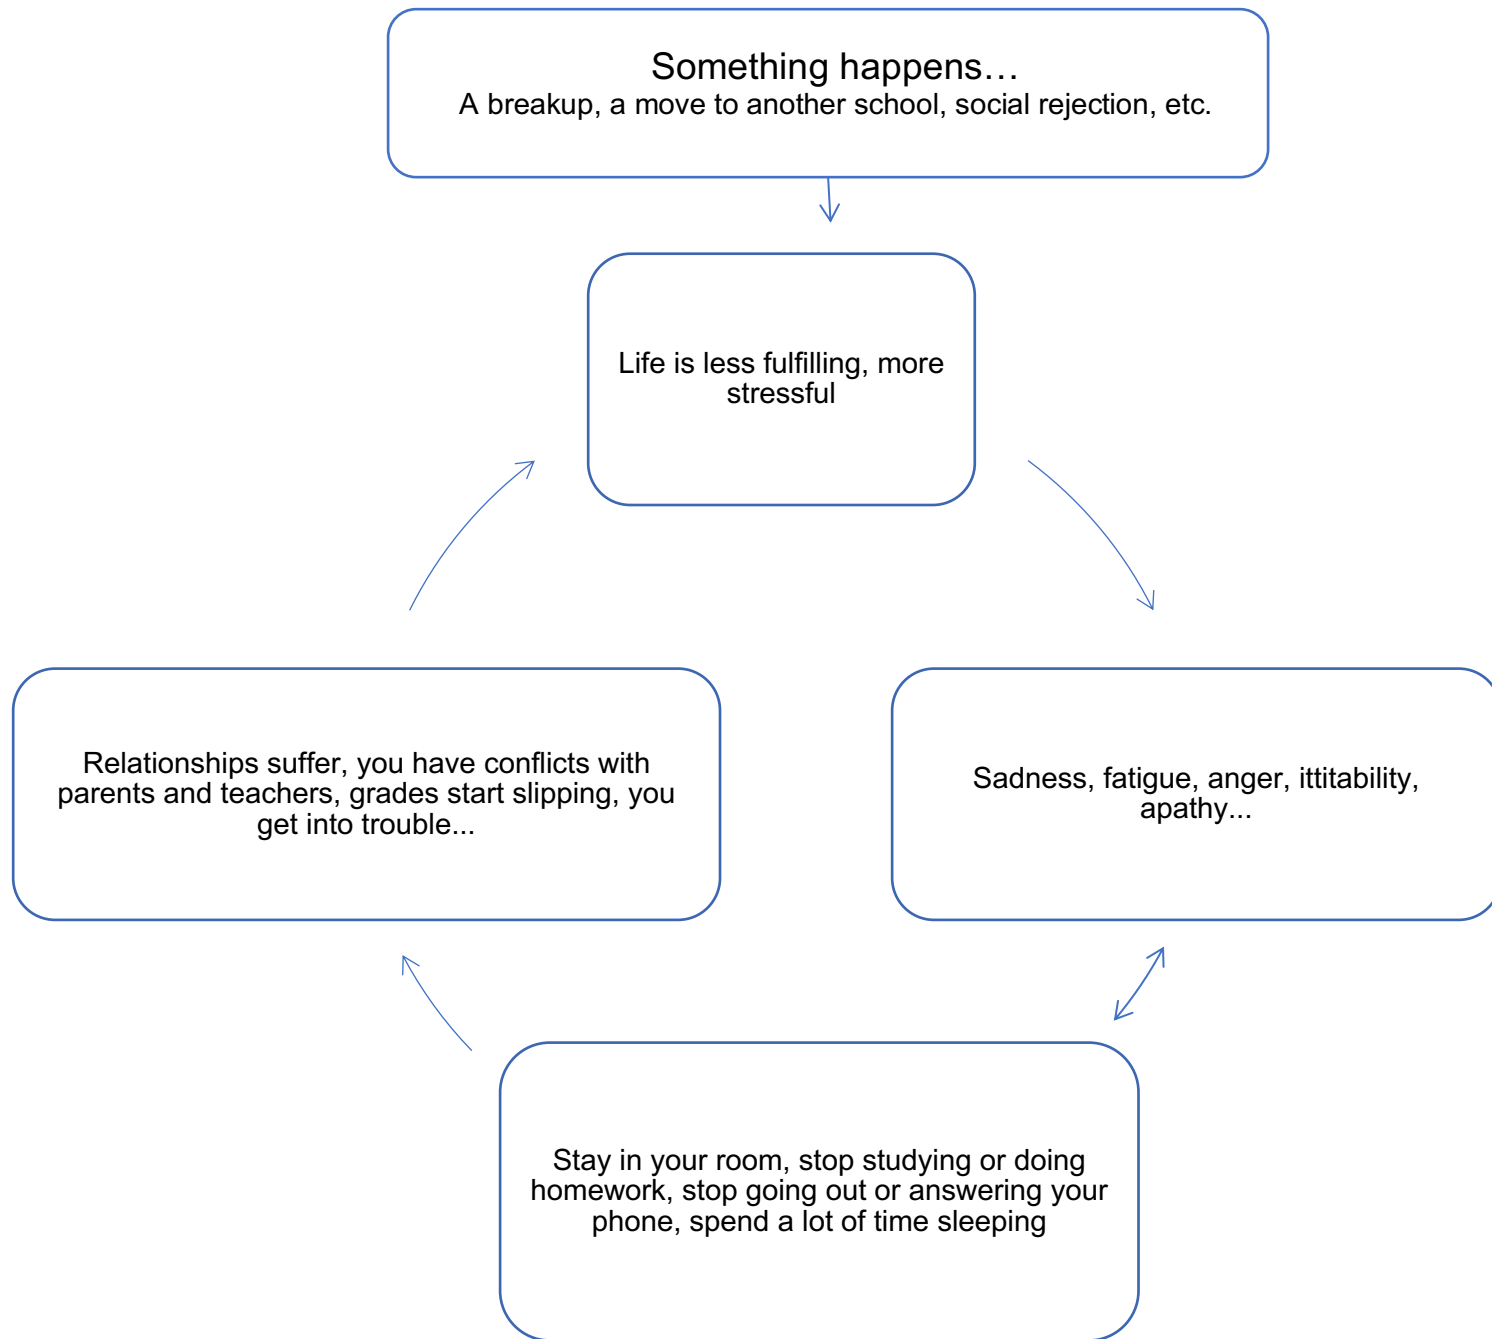 Something happens…
A breakup, a move to another school, social rejection, etc.
Life is less fulfilling, more
stressful
Relationships suffer, you have conflicts with
parents and teachers, grades start slipping, you
get into trouble...
Sadness, fatigue, anger, ittitability,
apathy...
Stay in your room, stop studying or doing
homework, stop going out or answering your
phone, spend a lot of time sleeping